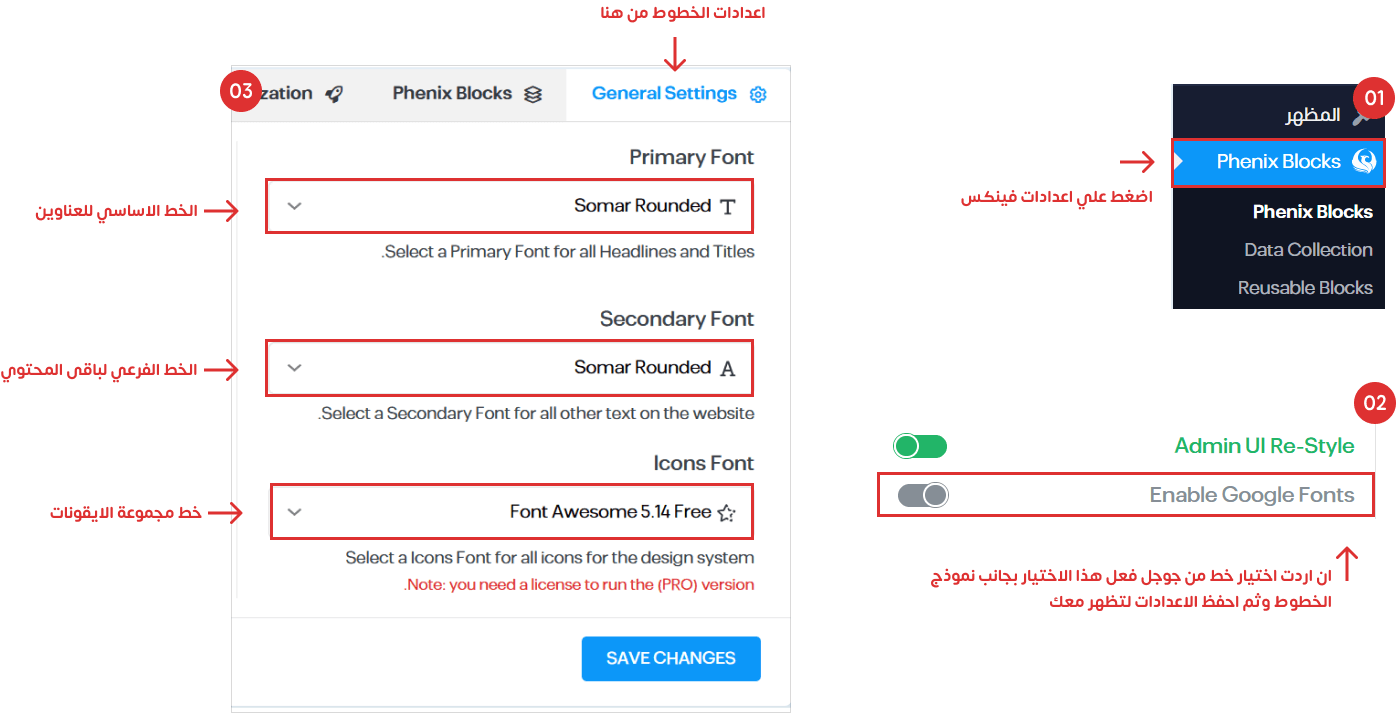 اعدادات الخطوط من هنا
01
المظهر
Phenix Blocks
اضغط علي اعدادات فينكس
Phenix Blocks
Data Collection
Reusable Blocks
02
Admin UI Re-Style
Enable Google Fonts
ان اردت اختيار خط من جوجل فعل هذا الاختيار بجانب نموذج
الخطوط وثم احفظ الاعدادات لتظهر معك
03
General Settings
Phenix Blocks
zation
Primary Font
Somar Rounded
الخط الاساسي للعناوين
.Select a Primary Font for all Headlines and Titles
Secondary Font
Somar Rounded
الخط الفرعي لباقى المحتوي
.Select a Secondary Font for all other text on the website
Icons Font
Font Awesome 5.14 Free
خط مجموعة الايقونات
Select a Icons Font for all icons for the design system
.Note: you need a license to run the (PRO) version
SAVE CHANGES